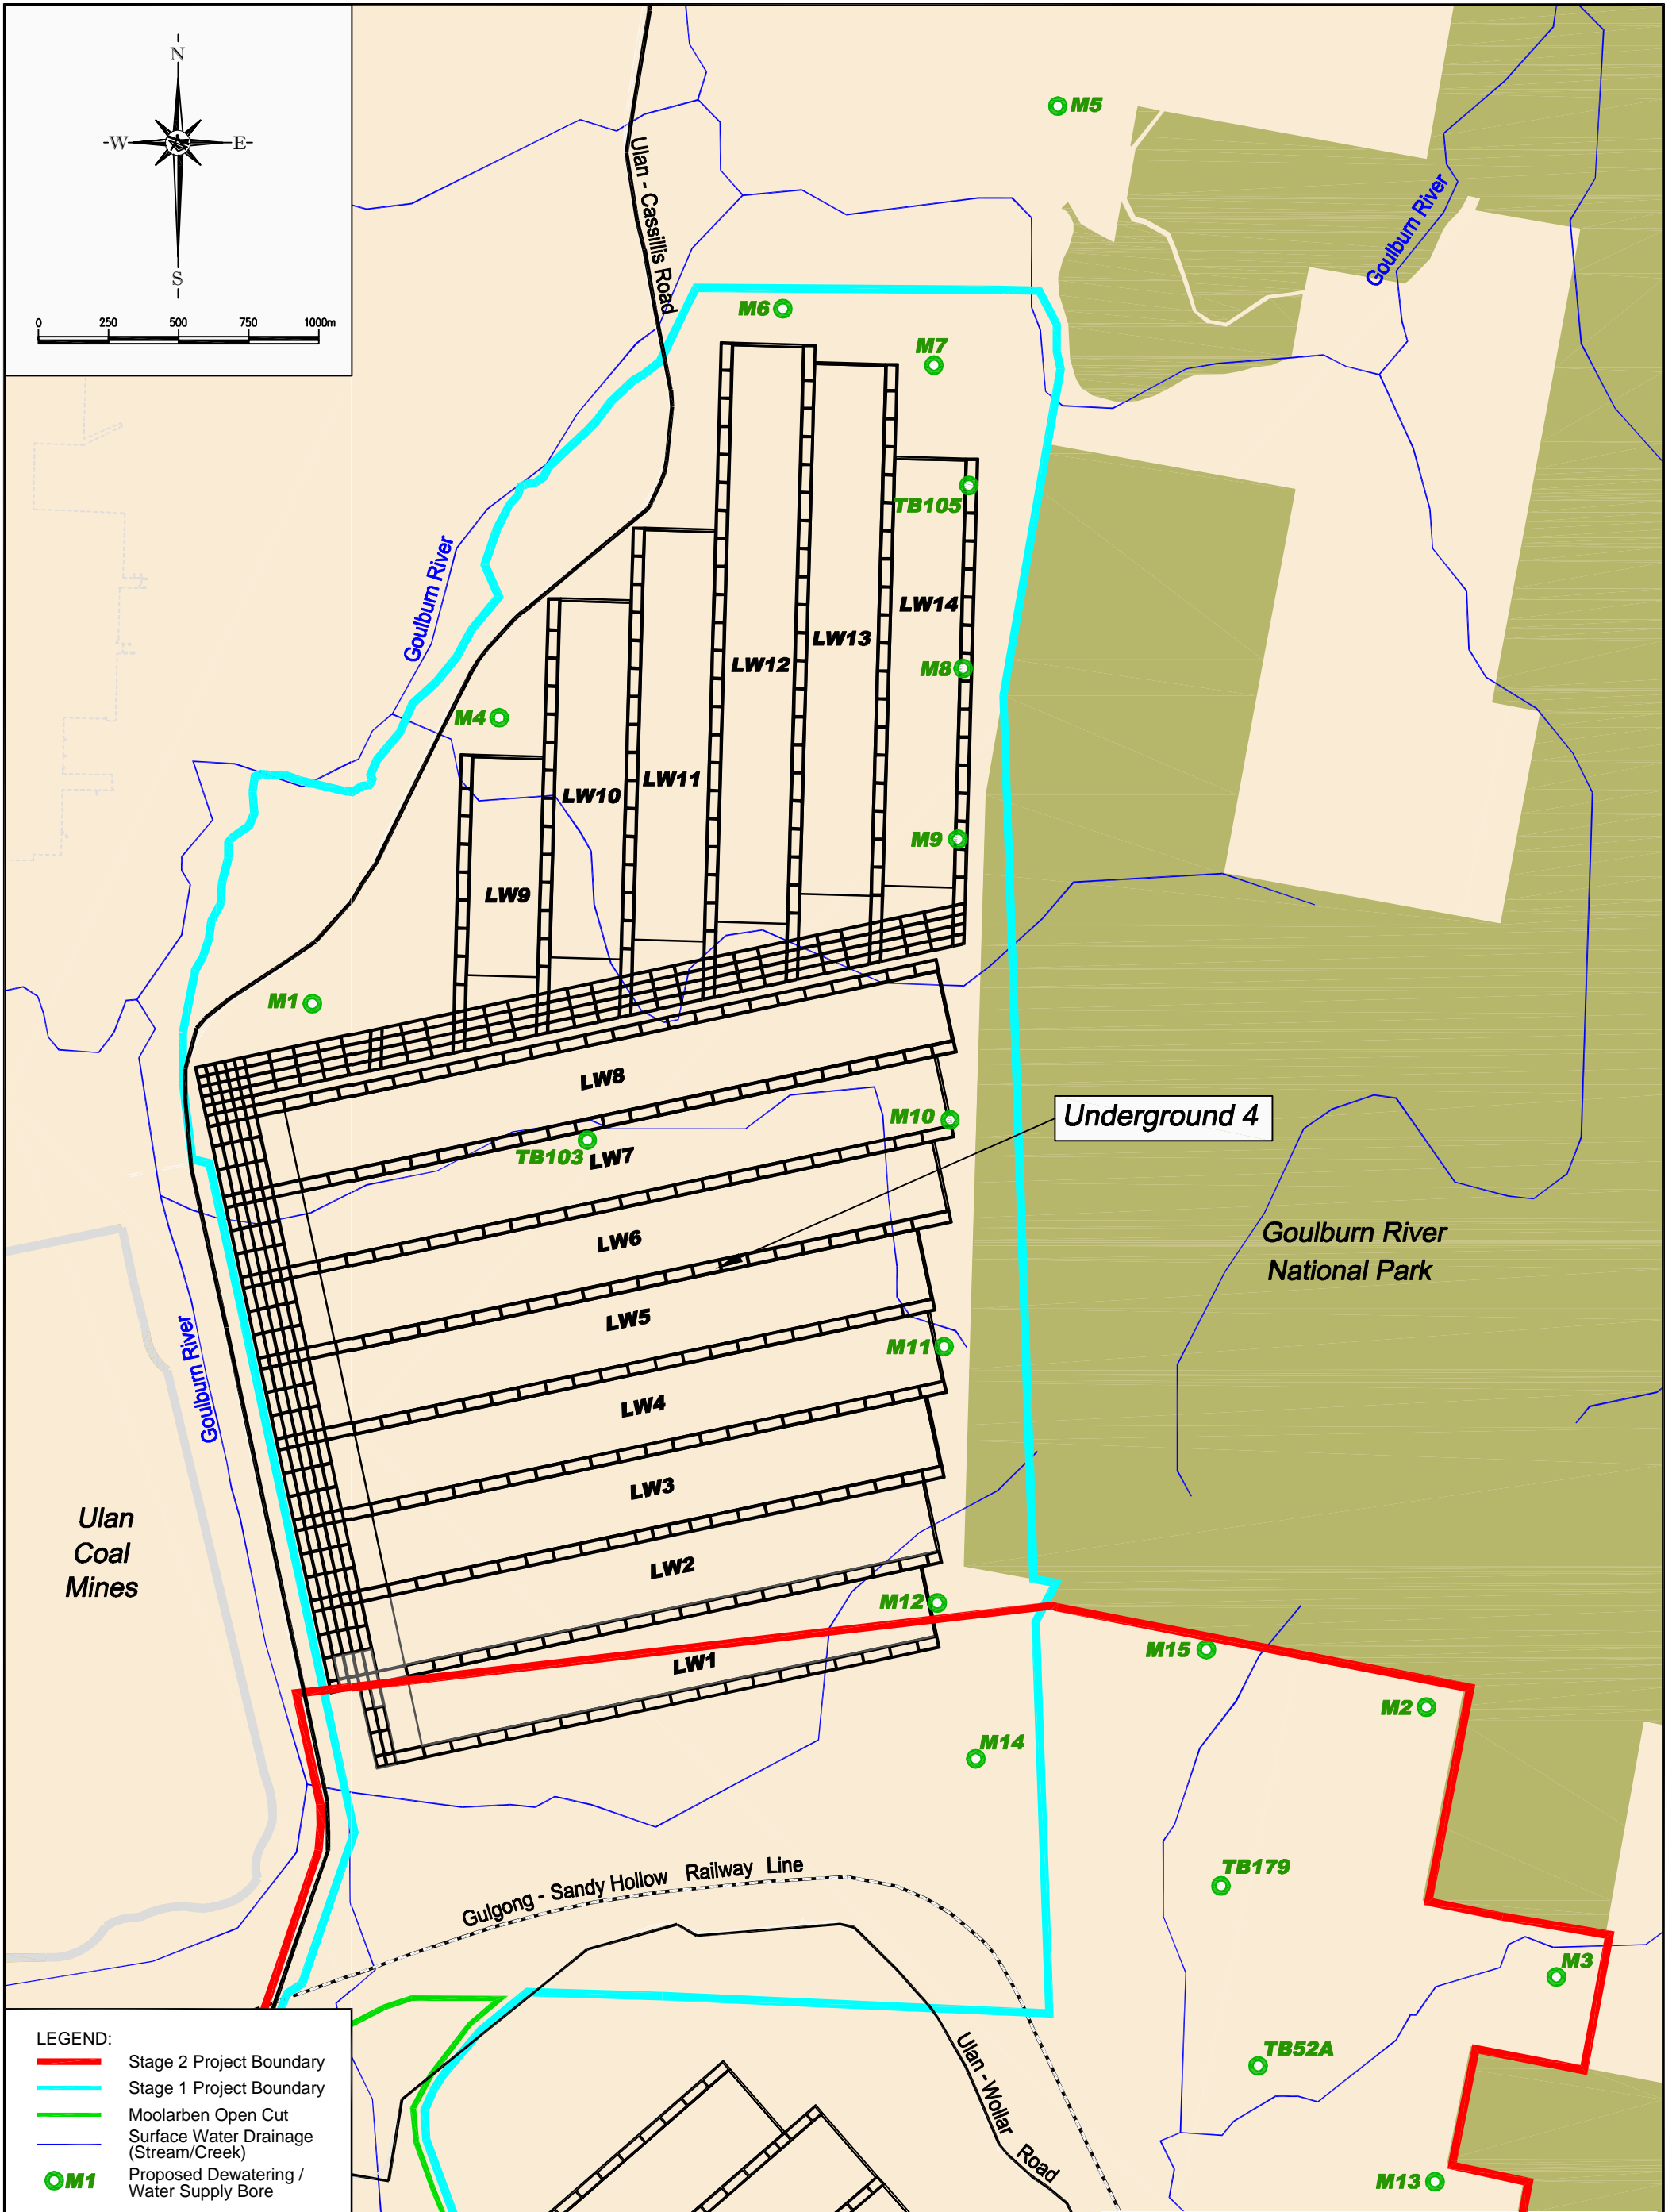 N
-W-
-E-
S
0 250 500 750 1000m
M5
Ulan - Cassillis Road
Goulburn River
M6
M7
TB105
Goulburn River
LW14
LW13
LW12
M8
M4
LW11
LW10
M9
LW9
M1
LW8
Underground 4
M10
TB103
LW7
Goulburn River
National Park
LW6
LW5
Goulburn River
M11
LW4
LW3
Ulan
Coal
Mines
LW2
M12
M15
LW1
M2
M14
TB179
Gulgong - Sandy Hollow Railway Line
M3
TB52A
Ulan - Wollar Road
M13
LEGEND:
Stage 2 Project Boundary
Stage 1 Project Boundary
Moolarben Open Cut
Surface Water Drainage
(Stream/Creek)
M1
Proposed Dewatering /
Water Supply Bore